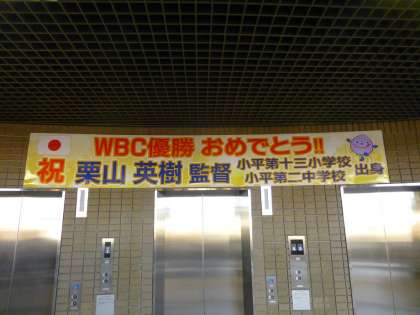 WBC優勝 おめでとう!!
祝 栗山 英樹 監督 小平第十三小学校
小平第二中学校 出身